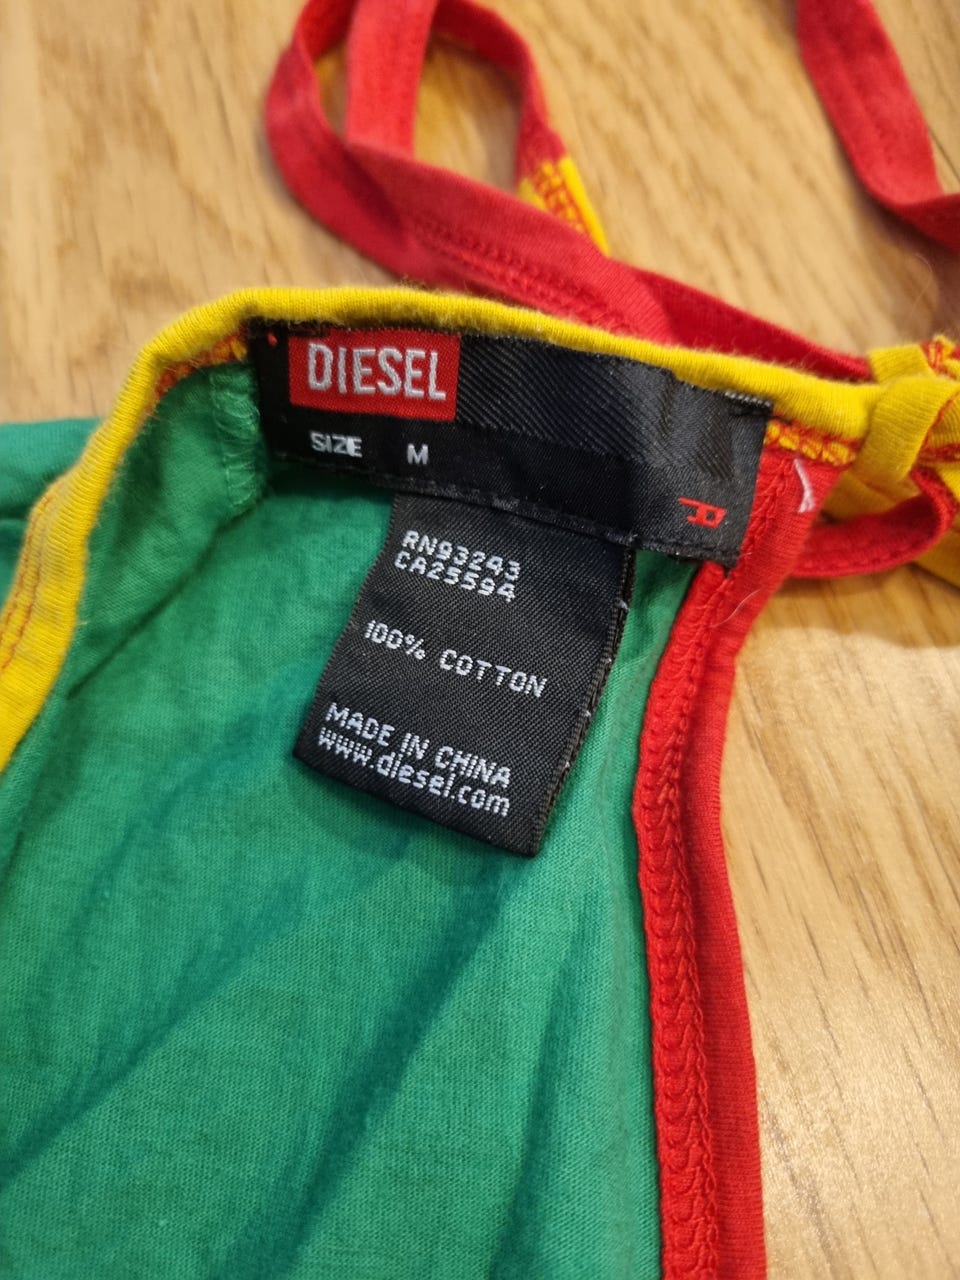 DIESEL
SIZE M
RN93243
CA25594
100% COTTON
MADE IN CHINA
www.diesel.com